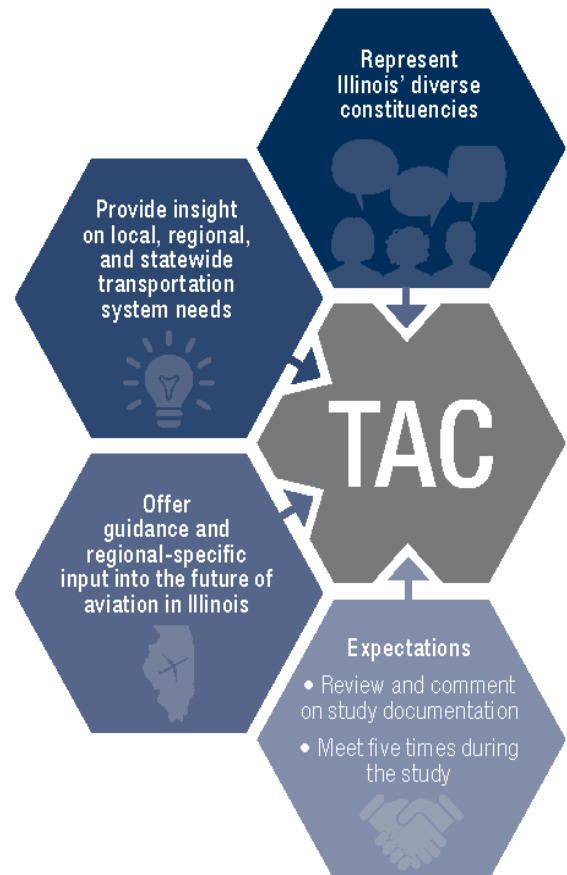 Represent
Illinois’ diverse
constituencies
Provide insight
on local, regional,
and statewide
transportation
system needs
TAC
Offer
guidance and
regional-specific
input into the future of
aviation in Illinois
Expectations
• Review and comment
on study documentation
• Meet five times during
the study